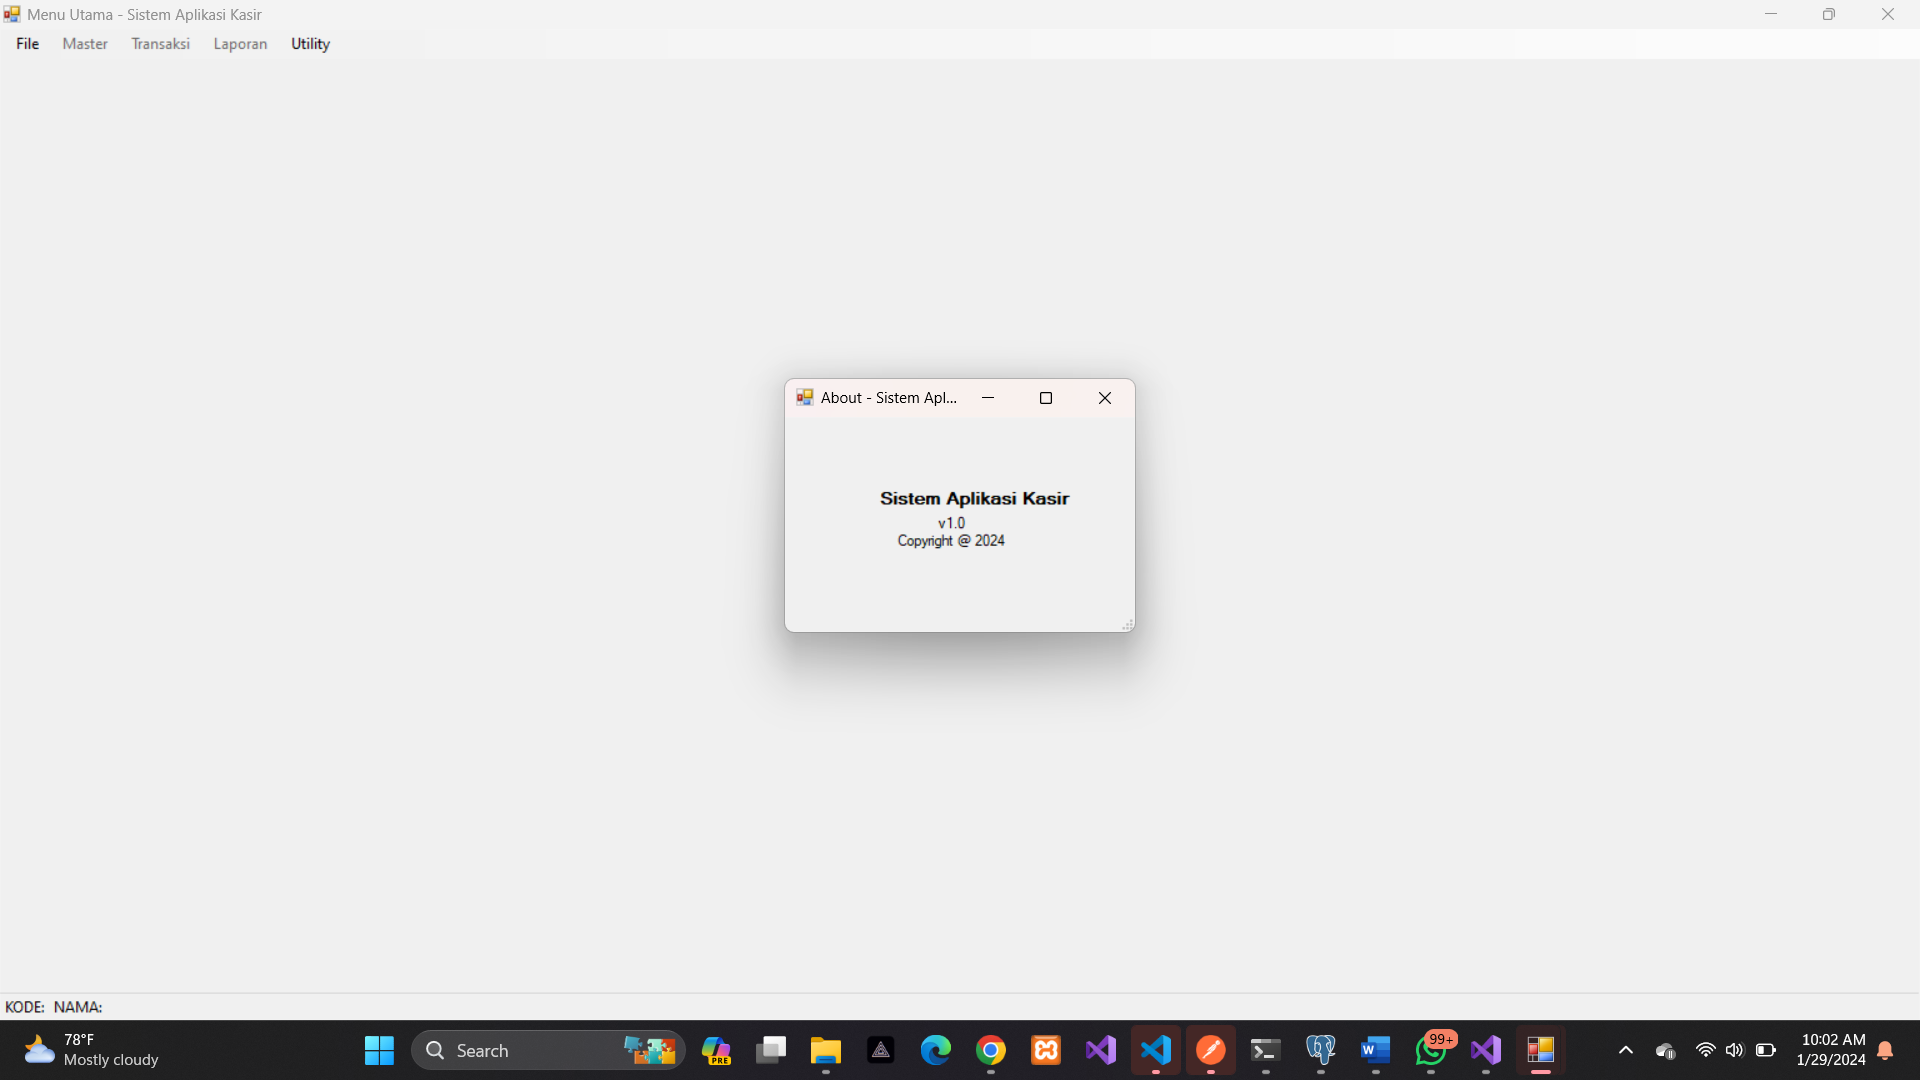 Menu Utama - Sistem Aplikasi Kasir
File Master Transaksi Laporan Utility
About - Sistem Apl...
Sistem Aplikasi Kasir
v1.0
Copyright @ 2024
KODE: NAMA:
78°F
Mostly cloudy
Search
PRE
99+
10:02 AM
1/29/2024